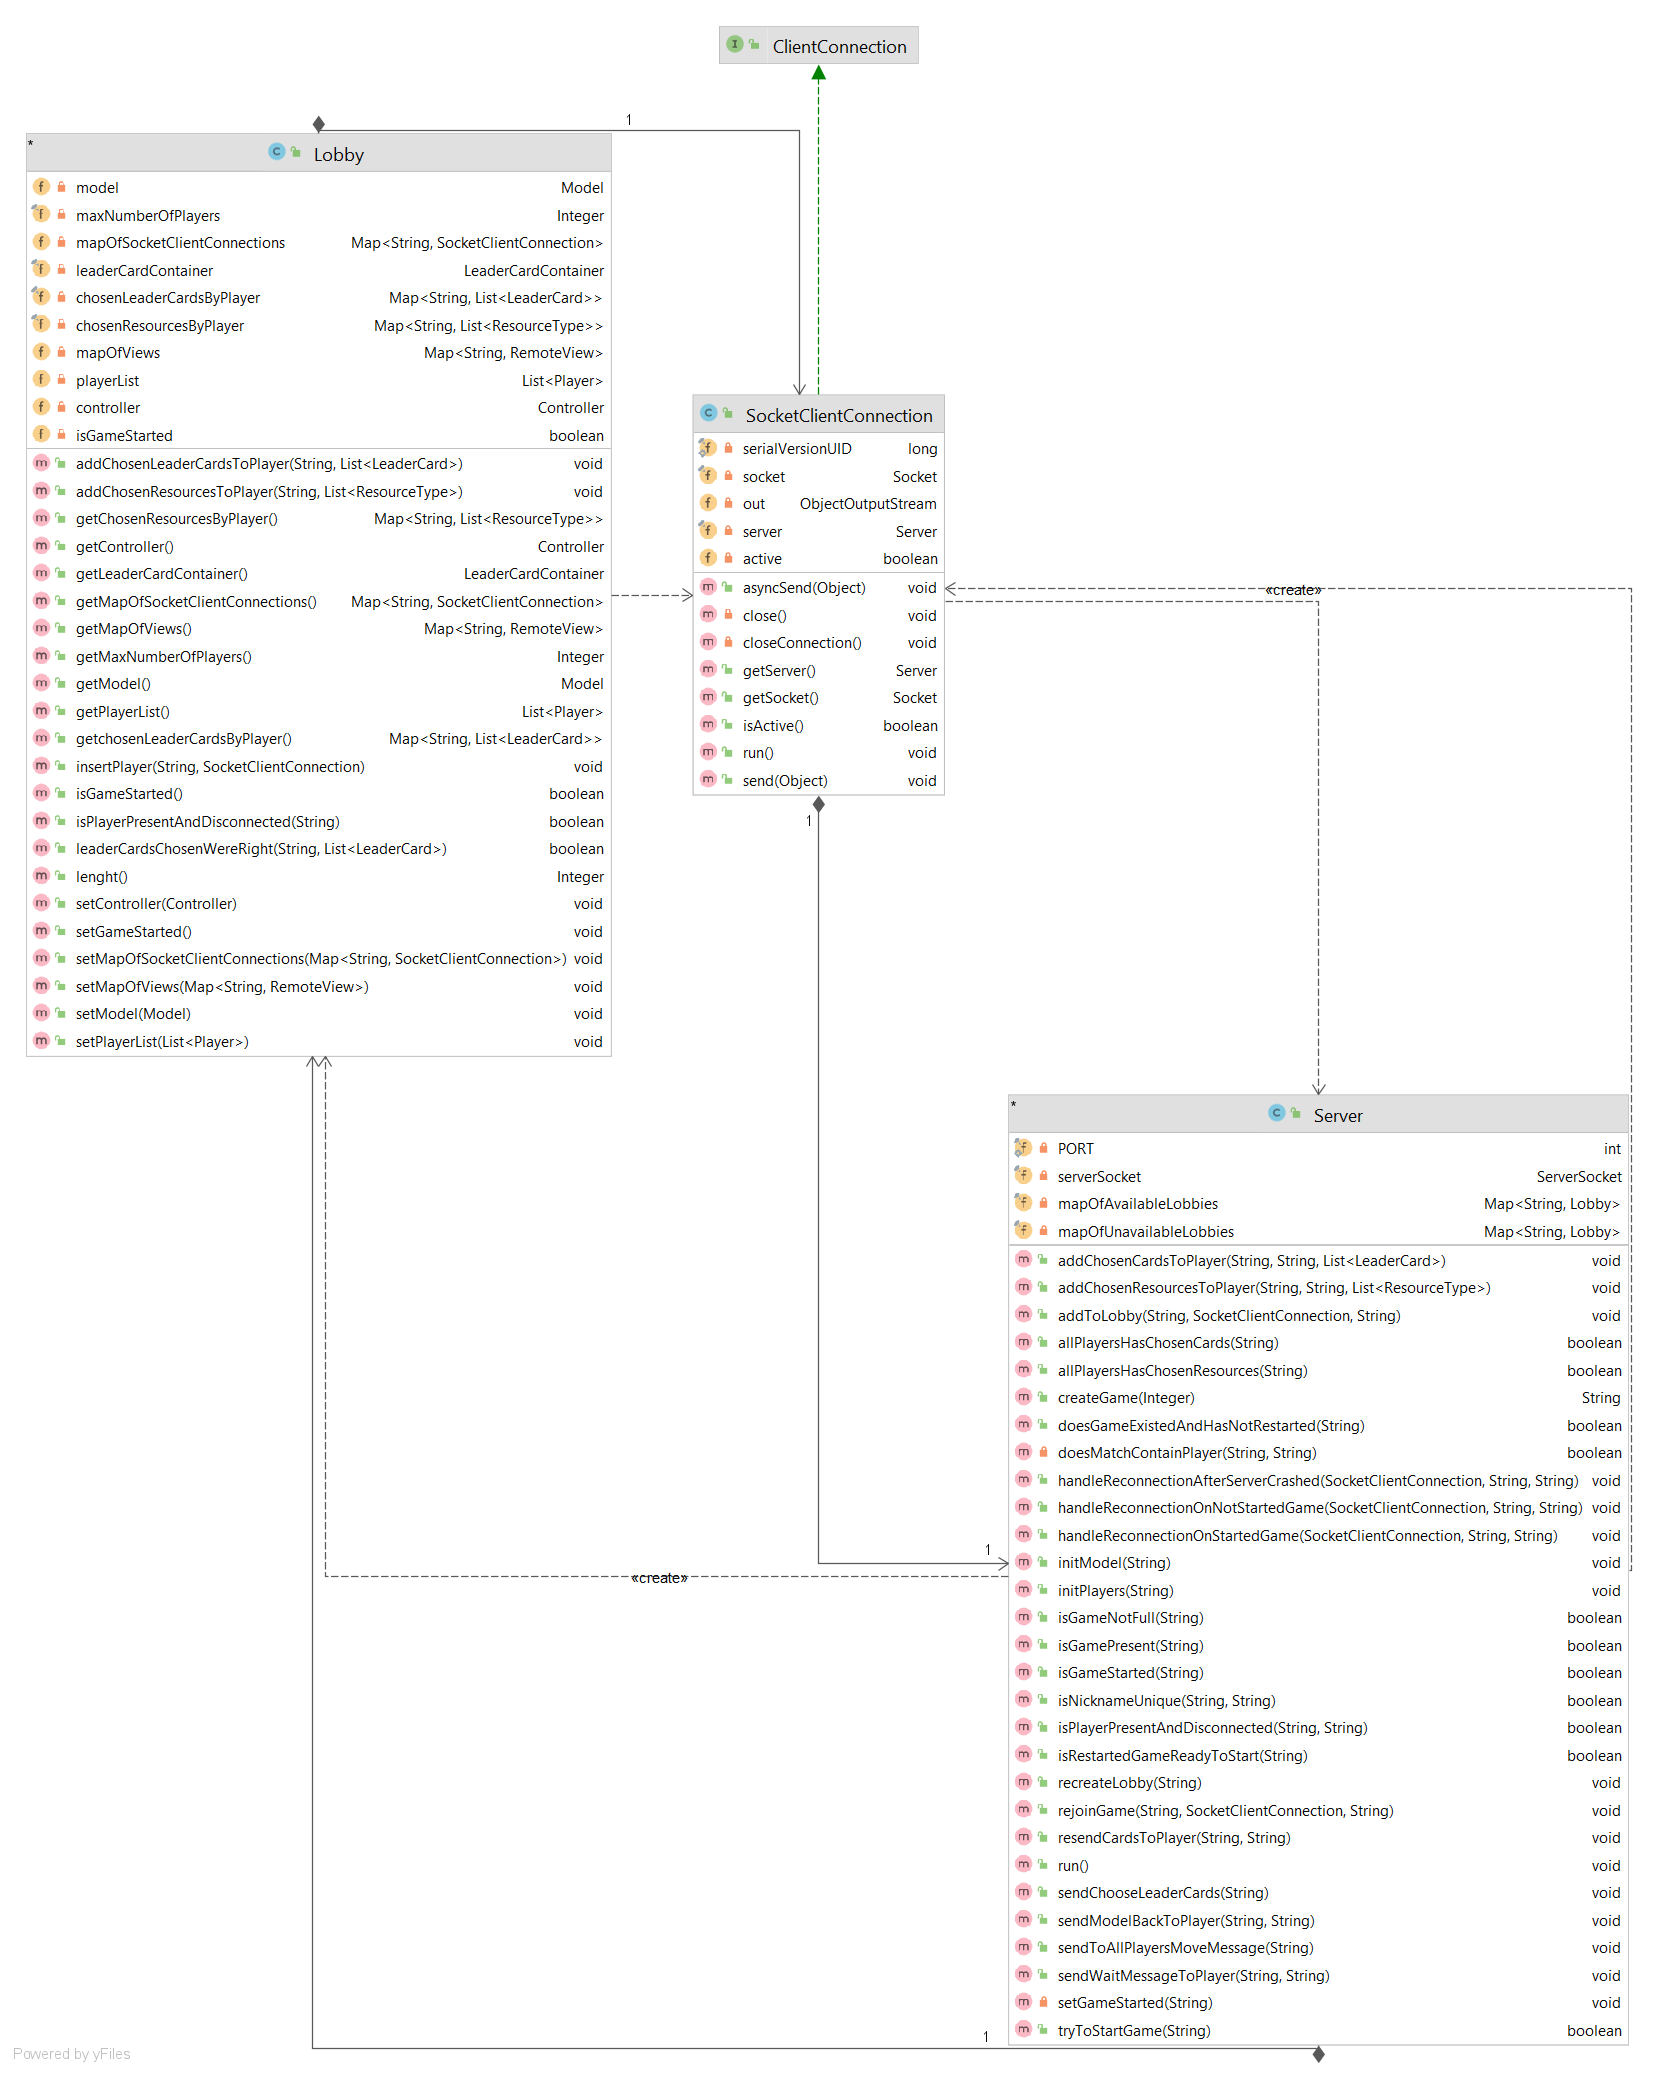 ClientConnection
1
*
Lobby
model Model
maxNumberOfPlayers Integer
mapOfSocketClientConnections Map<String, SocketClientConnection>
leaderCardContainer LeaderCardContainer
chosenLeaderCardsByPlayer Map<String, List<LeaderCard>>
chosenResourcesByPlayer Map<String, List<ResourceType>>
mapOfViews Map<String, RemoteView>
playerList List<Player>
controller Controller
isGameStarted boolean
addChosenLeaderCardsToPlayer(String, List<LeaderCard>) void
addChosenResourcesToPlayer(String, List<ResourceType>) void
getChosenResourcesByPlayer() Map<String, List<ResourceType>>
getController() Controller
getLeaderCardContainer() LeaderCardContainer
getMapOfSocketClientConnections() Map<String, SocketClientConnection>
getMapOfViews() Map<String, RemoteView>
getMaxNumberOfPlayers() Integer
getModel() Model
getPlayerList() List<Player>
getchosenLeaderCardsByPlayer() Map<String, List<LeaderCard>>
insertPlayer(String, SocketClientConnection) void
isGameStarted() boolean
isPlayerPresentAndDisconnected(String) boolean
leaderCardsChosenWereRight(String, List<LeaderCard>) boolean
lenght() Integer
setController(Controller) void
setGameStarted() void
setMapOfSocketClientConnections(Map<String, SocketClientConnection>) void
setMapOfViews(Map<String, RemoteView>) void
setModel(Model) void
setPlayerList(List<Player>) void
SocketClientConnection
serialVersionUID long
socket Socket
out ObjectOutputStream
server Server
active boolean
asyncSend(Object) void
close() void
closeConnection() void
getServer() Server
getSocket() Socket
isActive() boolean
run() void
send(Object) void
«create»
1
*
Server
PORT int
serverSocket ServerSocket
mapOfAvailableLobbies Map<String, Lobby>
mapOfUnavailableLobbies Map<String, Lobby>
addChosenCardsToPlayer(String, String, List<LeaderCard>) void
addChosenResourcesToPlayer(String, String, List<ResourceType>) void
addToLobby(String, SocketClientConnection, String) void
allPlayersHasChosenCards(String) boolean
allPlayersHasChosenResources(String) boolean
createGame(Integer) String
doesGameExistedAndHasNotRestarted(String) boolean
doesMatchContainPlayer(String, String) boolean
handleReconnectionAfterServerCrashed(SocketClientConnection, String, String) void
handleReconnectionOnNotStartedGame(SocketClientConnection, String, String) void
handleReconnectionOnStartedGame(SocketClientConnection, String, String) void
initModel(String) void
initPlayers(String) void
isGameNotFull(String) boolean
isGamePresent(String) boolean
isGameStarted(String) boolean
isNicknameUnique(String, String) boolean
isPlayerPresentAndDisconnected(String, String) boolean
isRestartedGameReadyToStart(String) boolean
recreateLobby(String) void
rejoinGame(String, SocketClientConnection, String) void
resendCardsToPlayer(String, String) void
run() void
sendChooseLeaderCards(String) void
sendModelBackToPlayer(String, String) void
sendToAllPlayersMoveMessage(String) void
sendWaitMessageToPlayer(String, String) void
setGameStarted(String) void
tryToStartGame(String) boolean
1
«create»
1
Powered by yFiles